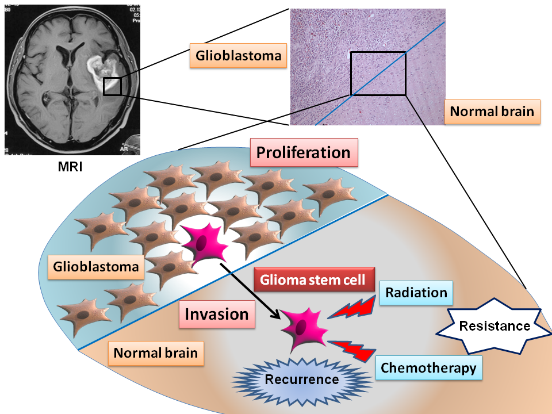 Glioblastoma
Normal brain
MRI
Proliferation
Glioblastoma
Glioma stem cell
Radiation
Invasion
Resistance
Normal brain
Chemotherapy
Recurrence